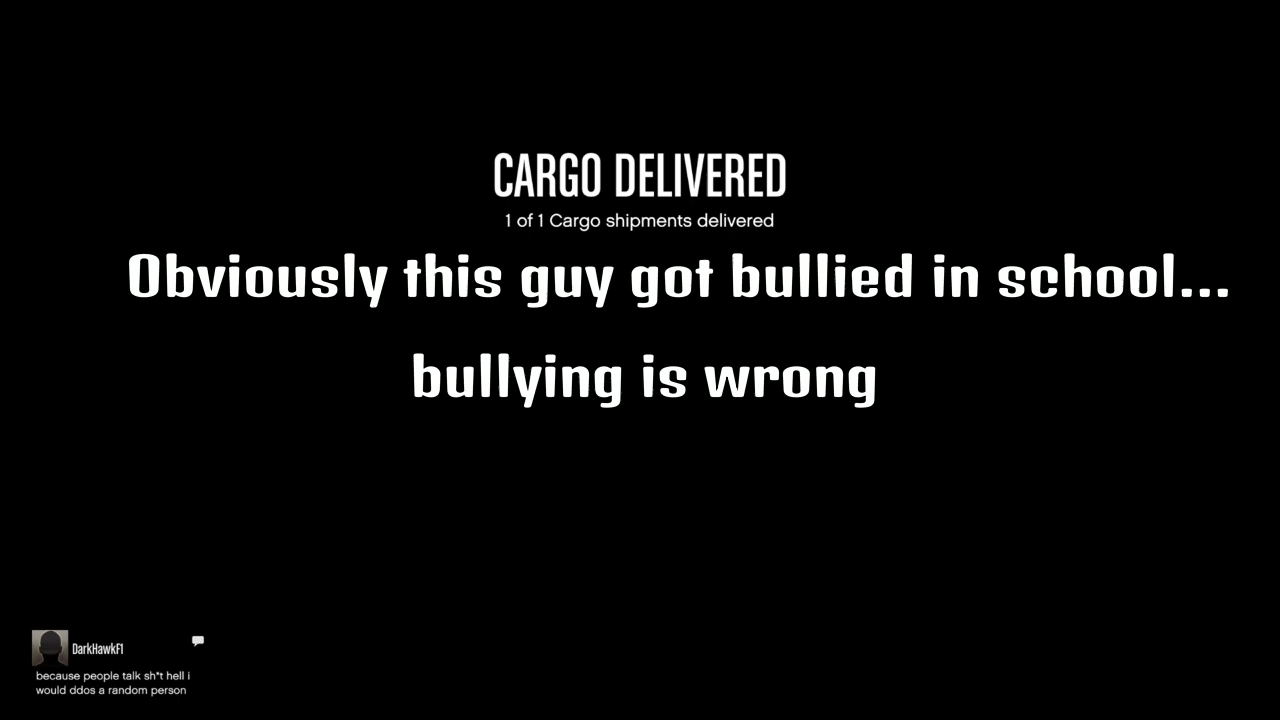 CARGO DELIVERED
1 of 1 Cargo shipments delivered
Obviously this guy got bullied in school...
bullying is wrong
DarkHawkF1
because people talk sh*t hell i
would ddos a random person